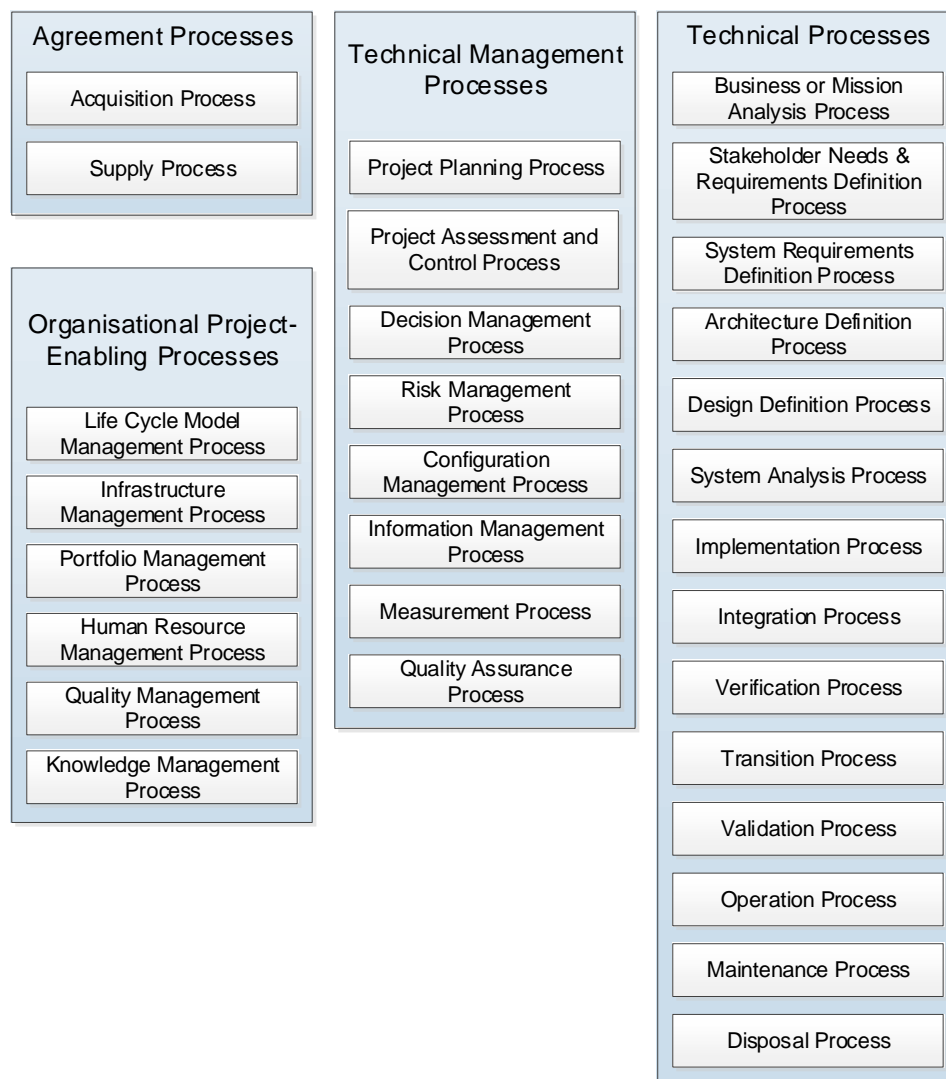 Agreement Processes
Acquisition Process
Supply Process
Organisational Project-
Enabling Processes
Life Cycle Model
Management Process
Infrastructure
Management Process
Portfolio Management
Process
Human Resource
Management Process
Quality Management
Process
Knowledge Management
Process
Technical Management
Processes
Project Planning Process
Project Assessment and
Control Process
Decision Management
Process
Risk Management
Process
Configuration
Management Process
Information Management
Process
Measurement Process
Quality Assurance
Process
Technical Processes
Business or Mission
Analysis Process
Stakeholder Needs &
Requirements Definition
Process
System Requirements
Definition Process
Architecture Definition
Process
Design Definition Process
System Analysis Process
Implementation Process
Integration Process
Verification Process
Transition Process
Validation Process
Operation Process
Maintenance Process
Disposal Process